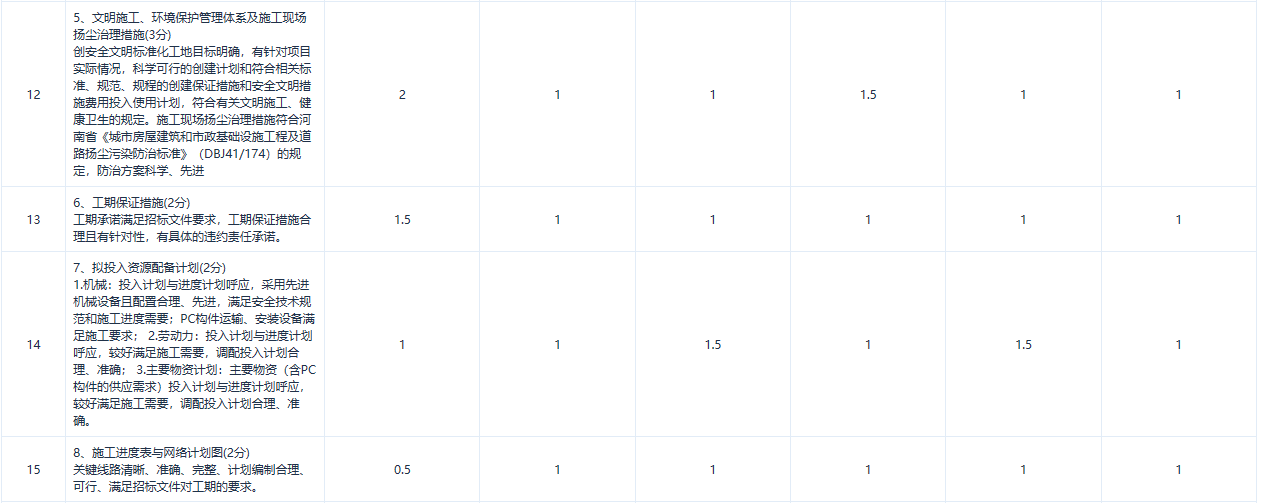 5、文明施工、环境保护管理体系及施工现场
扬尘治理措施(3分)
创安全文明标准化工地目标明确，有针对项目
实际情况，科学可行的创建计划和符合相关标
准、规范、规程的创建保证措施和安全文明措
施费用投入使用计划，符合有关文明施工、健
康卫生的规定。施工现场扬尘治理措施符合河
南省《城市房屋建筑和市政基础设施工程及道
路扬尘污染防治标准》（DBJ41/174）的规
定，防治方案科学、先进
12 2 1 1 1.5 1 1
6、工期保证措施(2分)
工期承诺满足招标文件要求，工期保证措施合
理且有针对性，有具体的违约责任承诺。
13 1.5 1 1 1 1 1
7、拟投入资源配备计划(2分)
1.机械：投入计划与进度计划呼应，采用先进
机械设备且配置合理、先进，满足安全技术规
范和施工进度需要；PC构件运输、安装设备满
足施工要求； 2.劳动力：投入计划与进度计划
呼应，较好满足施工需要，调配投入计划合
理、准确； 3.主要物资计划：主要物资（含PC
构件的供应需求）投入计划与进度计划呼应，
较好满足施工需要，调配投入计划合理、准
确。
14 1 1 1.5 1 1.5 1
8、施工进度表与网络计划图(2分)
关键线路清晰、准确、完整、计划编制合理、
可行、满足招标文件对工期的要求。
15 0.5 1 1 1 1 1